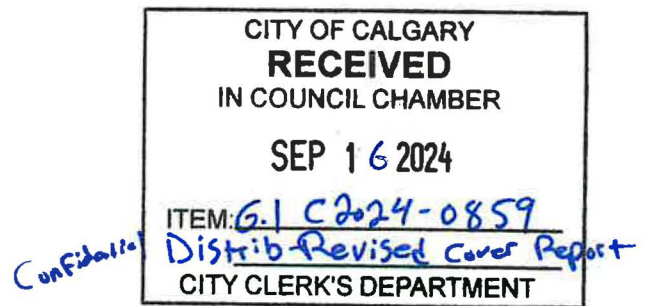 CITY OF CALGARY
RECEIVED
IN COUNCIL CHAMBER
SEP 16 2024
ITEM: G.1 C2024-0859
Confidential Distrib-Revised Cover Report
CITY CLERK'S DEPARTMENT